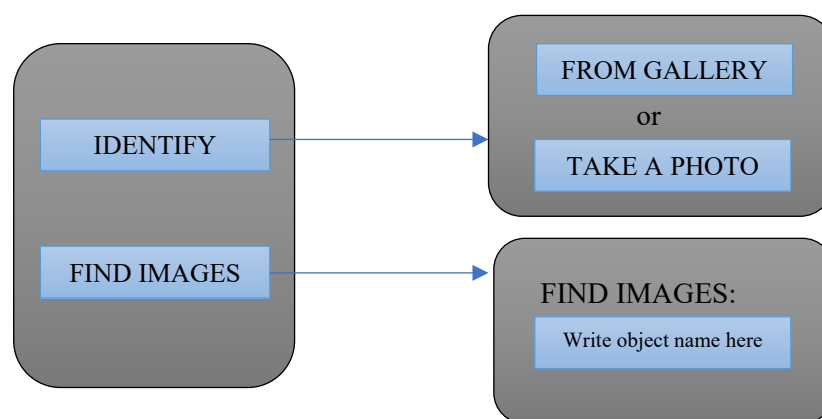 IDENTIFY
FIND IMAGES
FROM GALLERY
or
TAKE A PHOTO
FIND IMAGES:
Write object name here